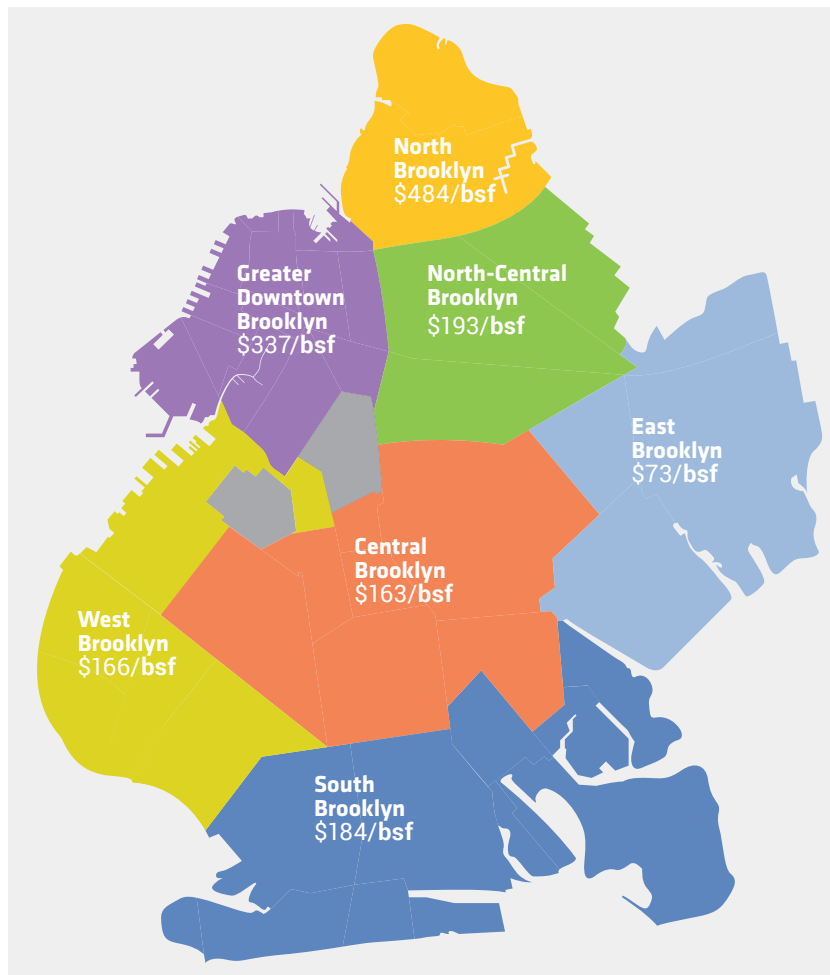 North
Brooklyn
$484/bsf
Greater
Downtown
Brooklyn
$337/bsf
North-Central
Brooklyn
$193/bsf
East
Brooklyn
$73/bsf
Central
Brooklyn
$163/bsf
West
Brooklyn
$166/bsf
South
Brooklyn
$184/bsf